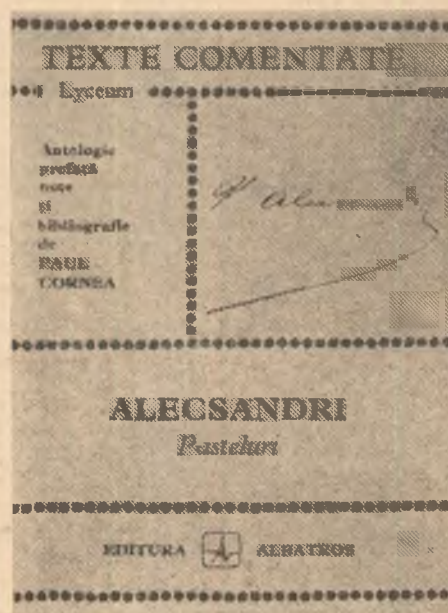 TEXTE COMENTATE
Lyceum
Antologie
prefață
note
și
bibliografie
de
PAUL
CORNEA
ALECSANDRI
Pasteluri
EDITURA ALBATROS